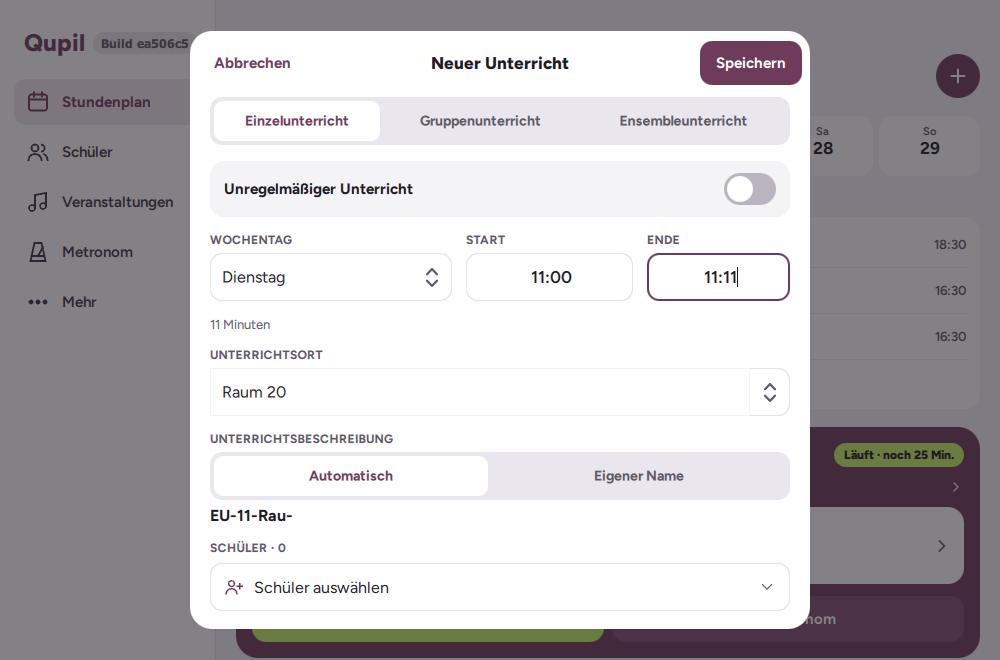 Qupil Build ea506c5
Stundenplan
Schüler
Veranstaltungen
Metronom
Mehr
Abbrechen
Neuer Unterricht
Speichern
Einzelunterricht
Gruppenunterricht
Ensembleunterricht
Unregelmäßiger Unterricht
WOCHENTAG
START
ENDE
Dienstag
11:00
11:11
11 Minuten
UNTERRICHTSORT
Raum 20
UNTERRICHTSBESCHREIBUNG
Automatisch
Eigener Name
EU-11-Rau-
SCHÜLER · 0
Schüler auswählen
Sa
28
So
29
18:30
16:30
16:30
Läuft · noch 25 Min.
nom